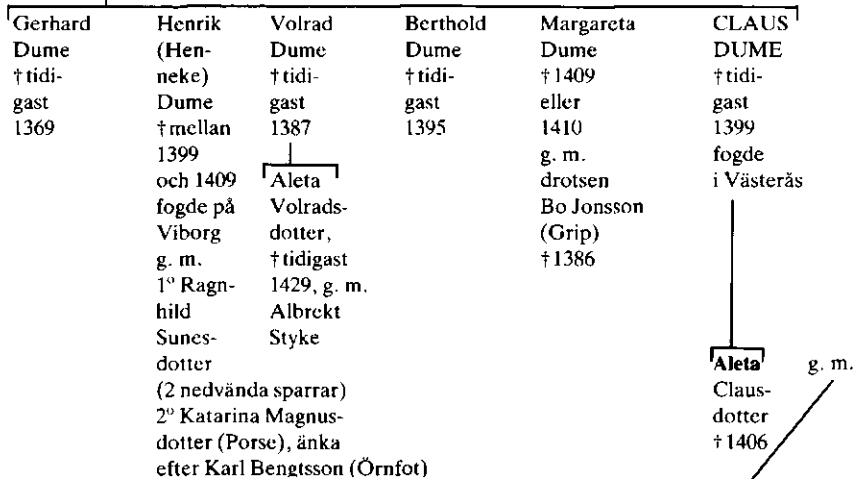 Gerhard
Dume
† tidi-
gast
1369
Henrik
(Hen-
neke)
Dume
† mellan
1399
och 1409
fogde på
Viborg
g. m.
1º Ragn-
hild
Sunes-
dotter
(2 nedvända sparrar)
2º Katarina Magnus-
dotter (Porse), änka
efter Karl Bengtsson (Örnfot)
Volrad
Dume
† tidi-
gast
1387
Aleta
Volrads-
dotter,
† tidigast
1429, g. m.
Albrekt
Styke
Berthold
Dume
† tidi-
gast
1395
Margareta
Dume
† 1409
eller
1410
g. m.
drotsen
Bo Jonsson
(Grip)
† 1386
CLAUS
DUME
† tidi-
gast
1399
fogde
i Västerås
Aleta g. m.
Claus-
dotter
† 1406